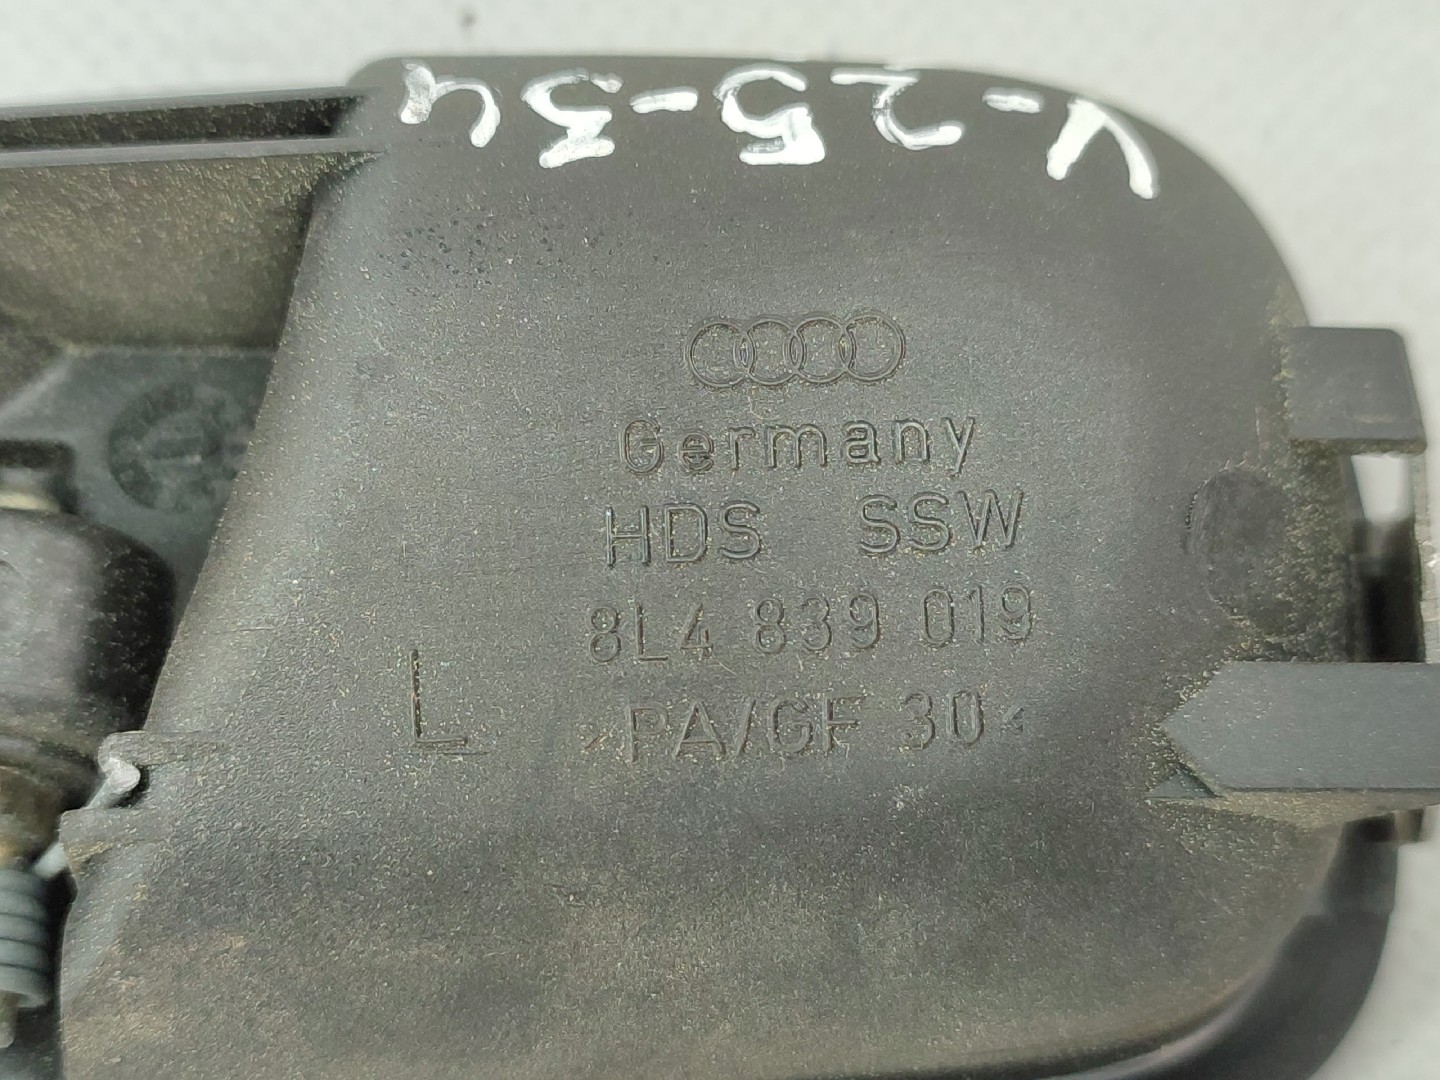 V-25-34
Germany
HDS SSW
8L4 839 019
L >PA/GF 30<